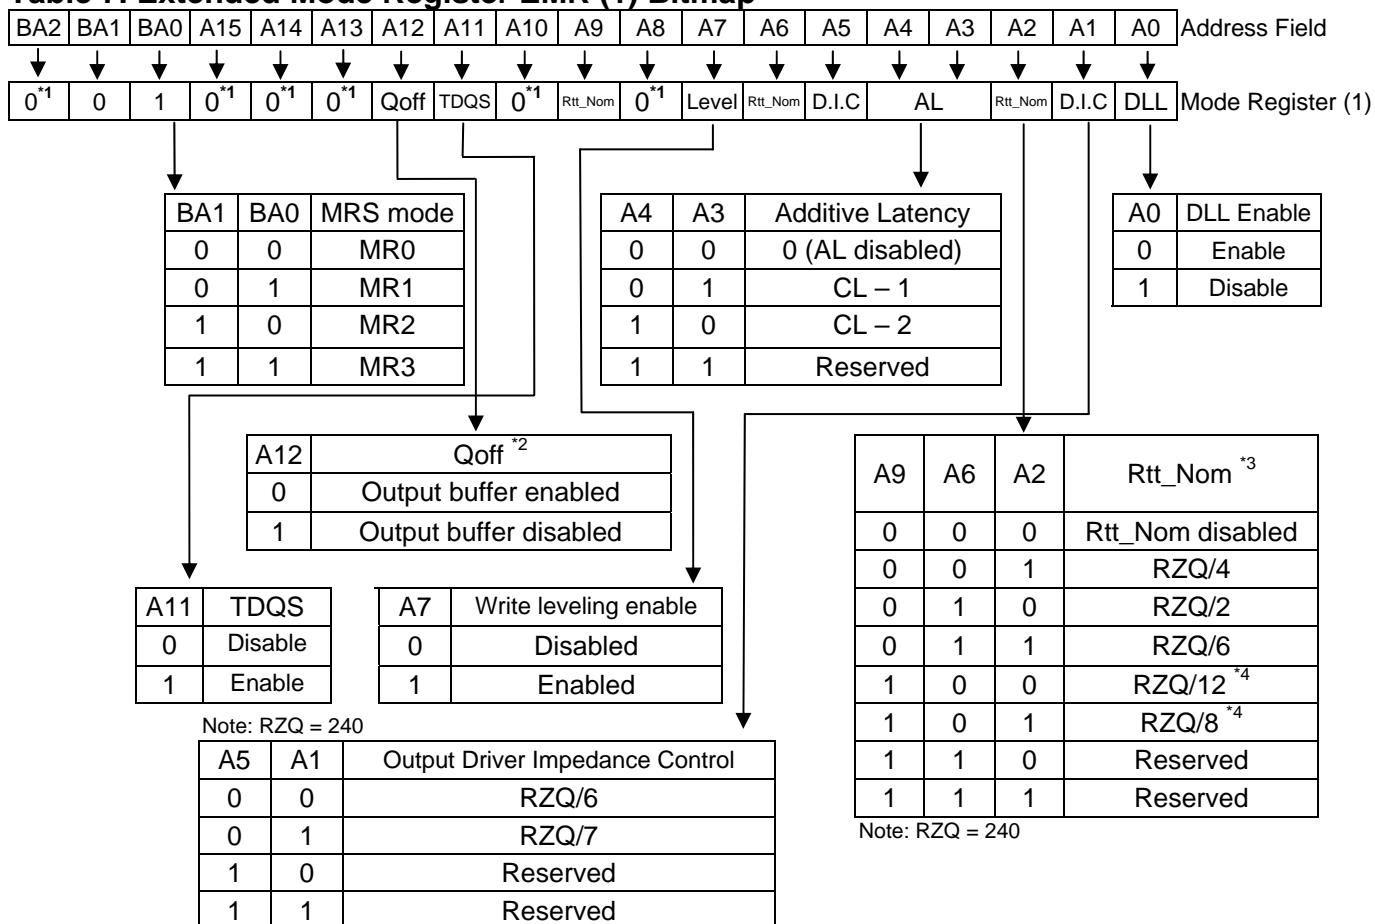 Table 7. Extended Mode Register EMR (1) Bitmap
BA2 BA1 BA0 A15 A14 A13 A12 A11 A10 A9 A8 A7 A6 A5 A4 A3 A2 A1 A0 Address Field
0*1 0 1 0*1 0*1 0*1 Qoff TDQS 0*1 Rtt_Nom 0*1 Level Rtt_Nom D.I.C AL Rtt_Nom D.I.C DLL Mode Register (1)
BA1 BA0 MRS mode
0 0 MR0
0 1 MR1
1 0 MR2
1 1 MR3
A4 A3 Additive Latency
0 0 0 (AL disabled)
0 1 CL – 1
1 0 CL – 2
1 1 Reserved
A0 DLL Enable
0 Enable
1 Disable
A12 Qoff *2
0 Output buffer enabled
1 Output buffer disabled
A9 A6 A2 Rtt_Nom *3
0 0 0 Rtt_Nom disabled
0 0 1 RZQ/4
0 1 0 RZQ/2
0 1 1 RZQ/6
1 0 0 RZQ/12 *4
1 0 1 RZQ/8 *4
1 1 0 Reserved
1 1 1 Reserved
Note: RZQ = 240
A11 TDQS
0 Disable
1 Enable
A7 Write leveling enable
0 Disabled
1 Enabled
Note: RZQ = 240
A5 A1 Output Driver Impedance Control
0 0 RZQ/6
0 1 RZQ/7
1 0 Reserved
1 1 Reserved